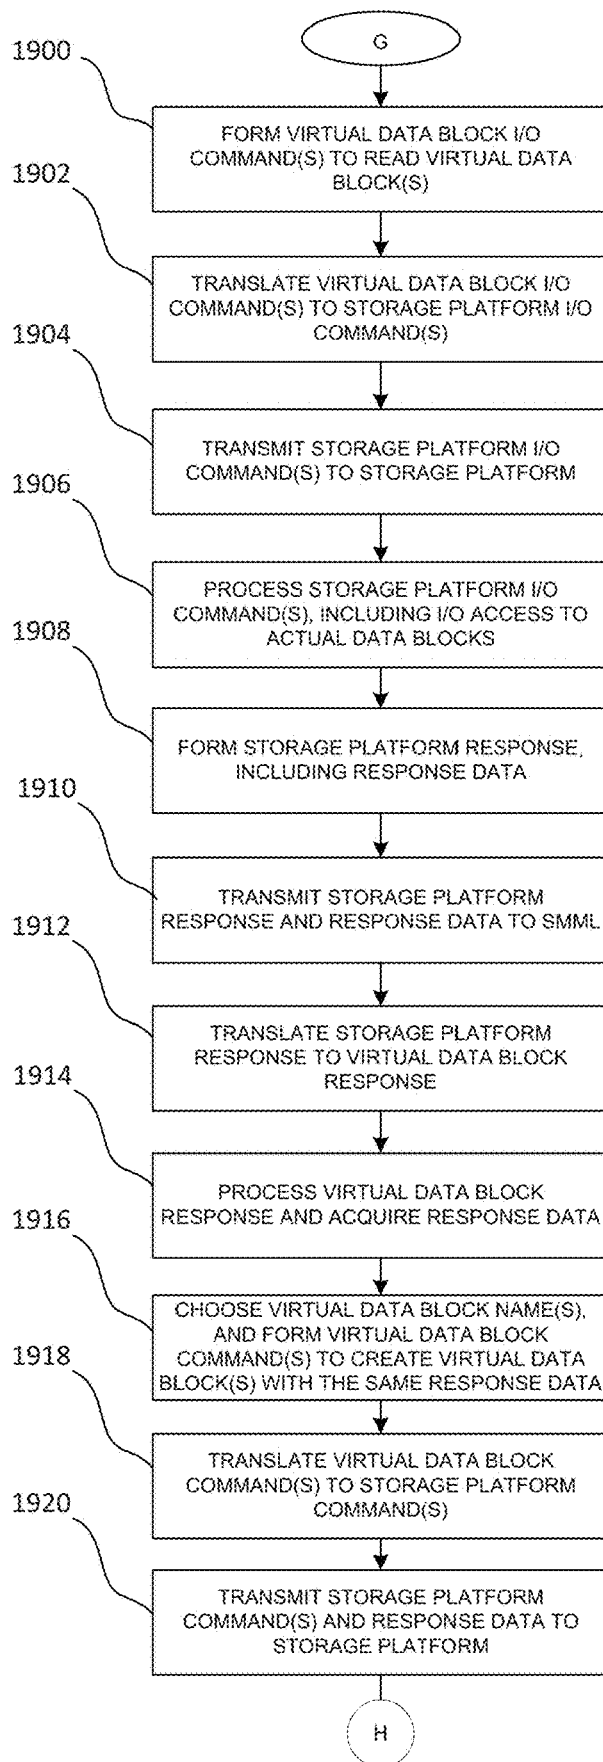 G
1900
FORM VIRTUAL DATA BLOCK I/O
COMMAND(S) TO READ VIRTUAL DATA
BLOCK(S)
1902
TRANSLATE VIRTUAL DATA BLOCK I/O
COMMAND(S) TO STORAGE PLATFORM I/O
COMMAND(S)
1904
TRANSMIT STORAGE PLATFORM I/O
COMMAND(S) TO STORAGE PLATFORM
1906
PROCESS STORAGE PLATFORM I/O
COMMAND(S), INCLUDING I/O ACCESS TO
ACTUAL DATA BLOCKS
1908
FORM STORAGE PLATFORM RESPONSE,
INCLUDING RESPONSE DATA
1910
TRANSMIT STORAGE PLATFORM
RESPONSE AND RESPONSE DATA TO SMML
1912
TRANSLATE STORAGE PLATFORM
RESPONSE TO VIRTUAL DATA BLOCK
RESPONSE
1914
PROCESS VIRTUAL DATA BLOCK
RESPONSE AND ACQUIRE RESPONSE DATA
1916
CHOOSE VIRTUAL DATA BLOCK NAME(S),
AND FORM VIRTUAL DATA BLOCK
COMMAND(S) TO CREATE VIRTUAL DATA
BLOCK(S) WITH THE SAME RESPONSE DATA
1918
TRANSLATE VIRTUAL DATA BLOCK
COMMAND(S) TO STORAGE PLATFORM
COMMAND(S)
1920
TRANSMIT STORAGE PLATFORM
COMMAND(S) AND RESPONSE DATA TO
STORAGE PLATFORM
H